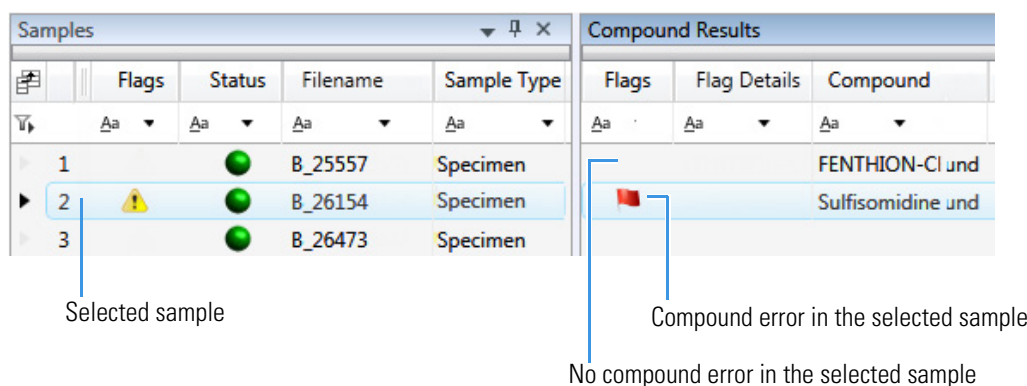 Samples
Compound Results
Flags Status Filename Sample Type
Flags Flag Details Compound
Aa Aa Aa Aa
Aa Aa Aa
1 B_25557 Specimen
FENTHION-Cl und
2 B_26154 Specimen
Sulfisomidine und
3 B_26473 Specimen
Selected sample
Compound error in the selected sample
No compound error in the selected sample